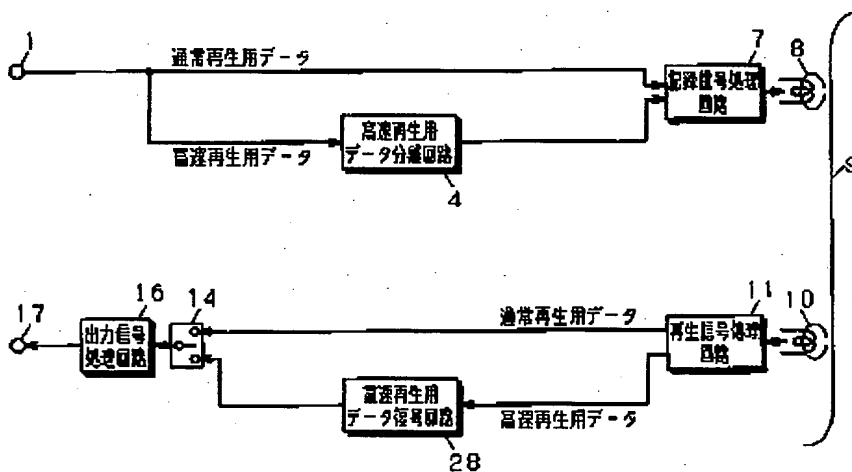 1
通常再生用データ
7
記録信号処理
回路
8
高速再生用データ
高速再生用
データ分離回路
4
9
17
16
出力信号
処理回路
14
通常再生用データ
11
再生信号処理
回路
10
高速再生用
データ復号回路
28
高速再生用データ